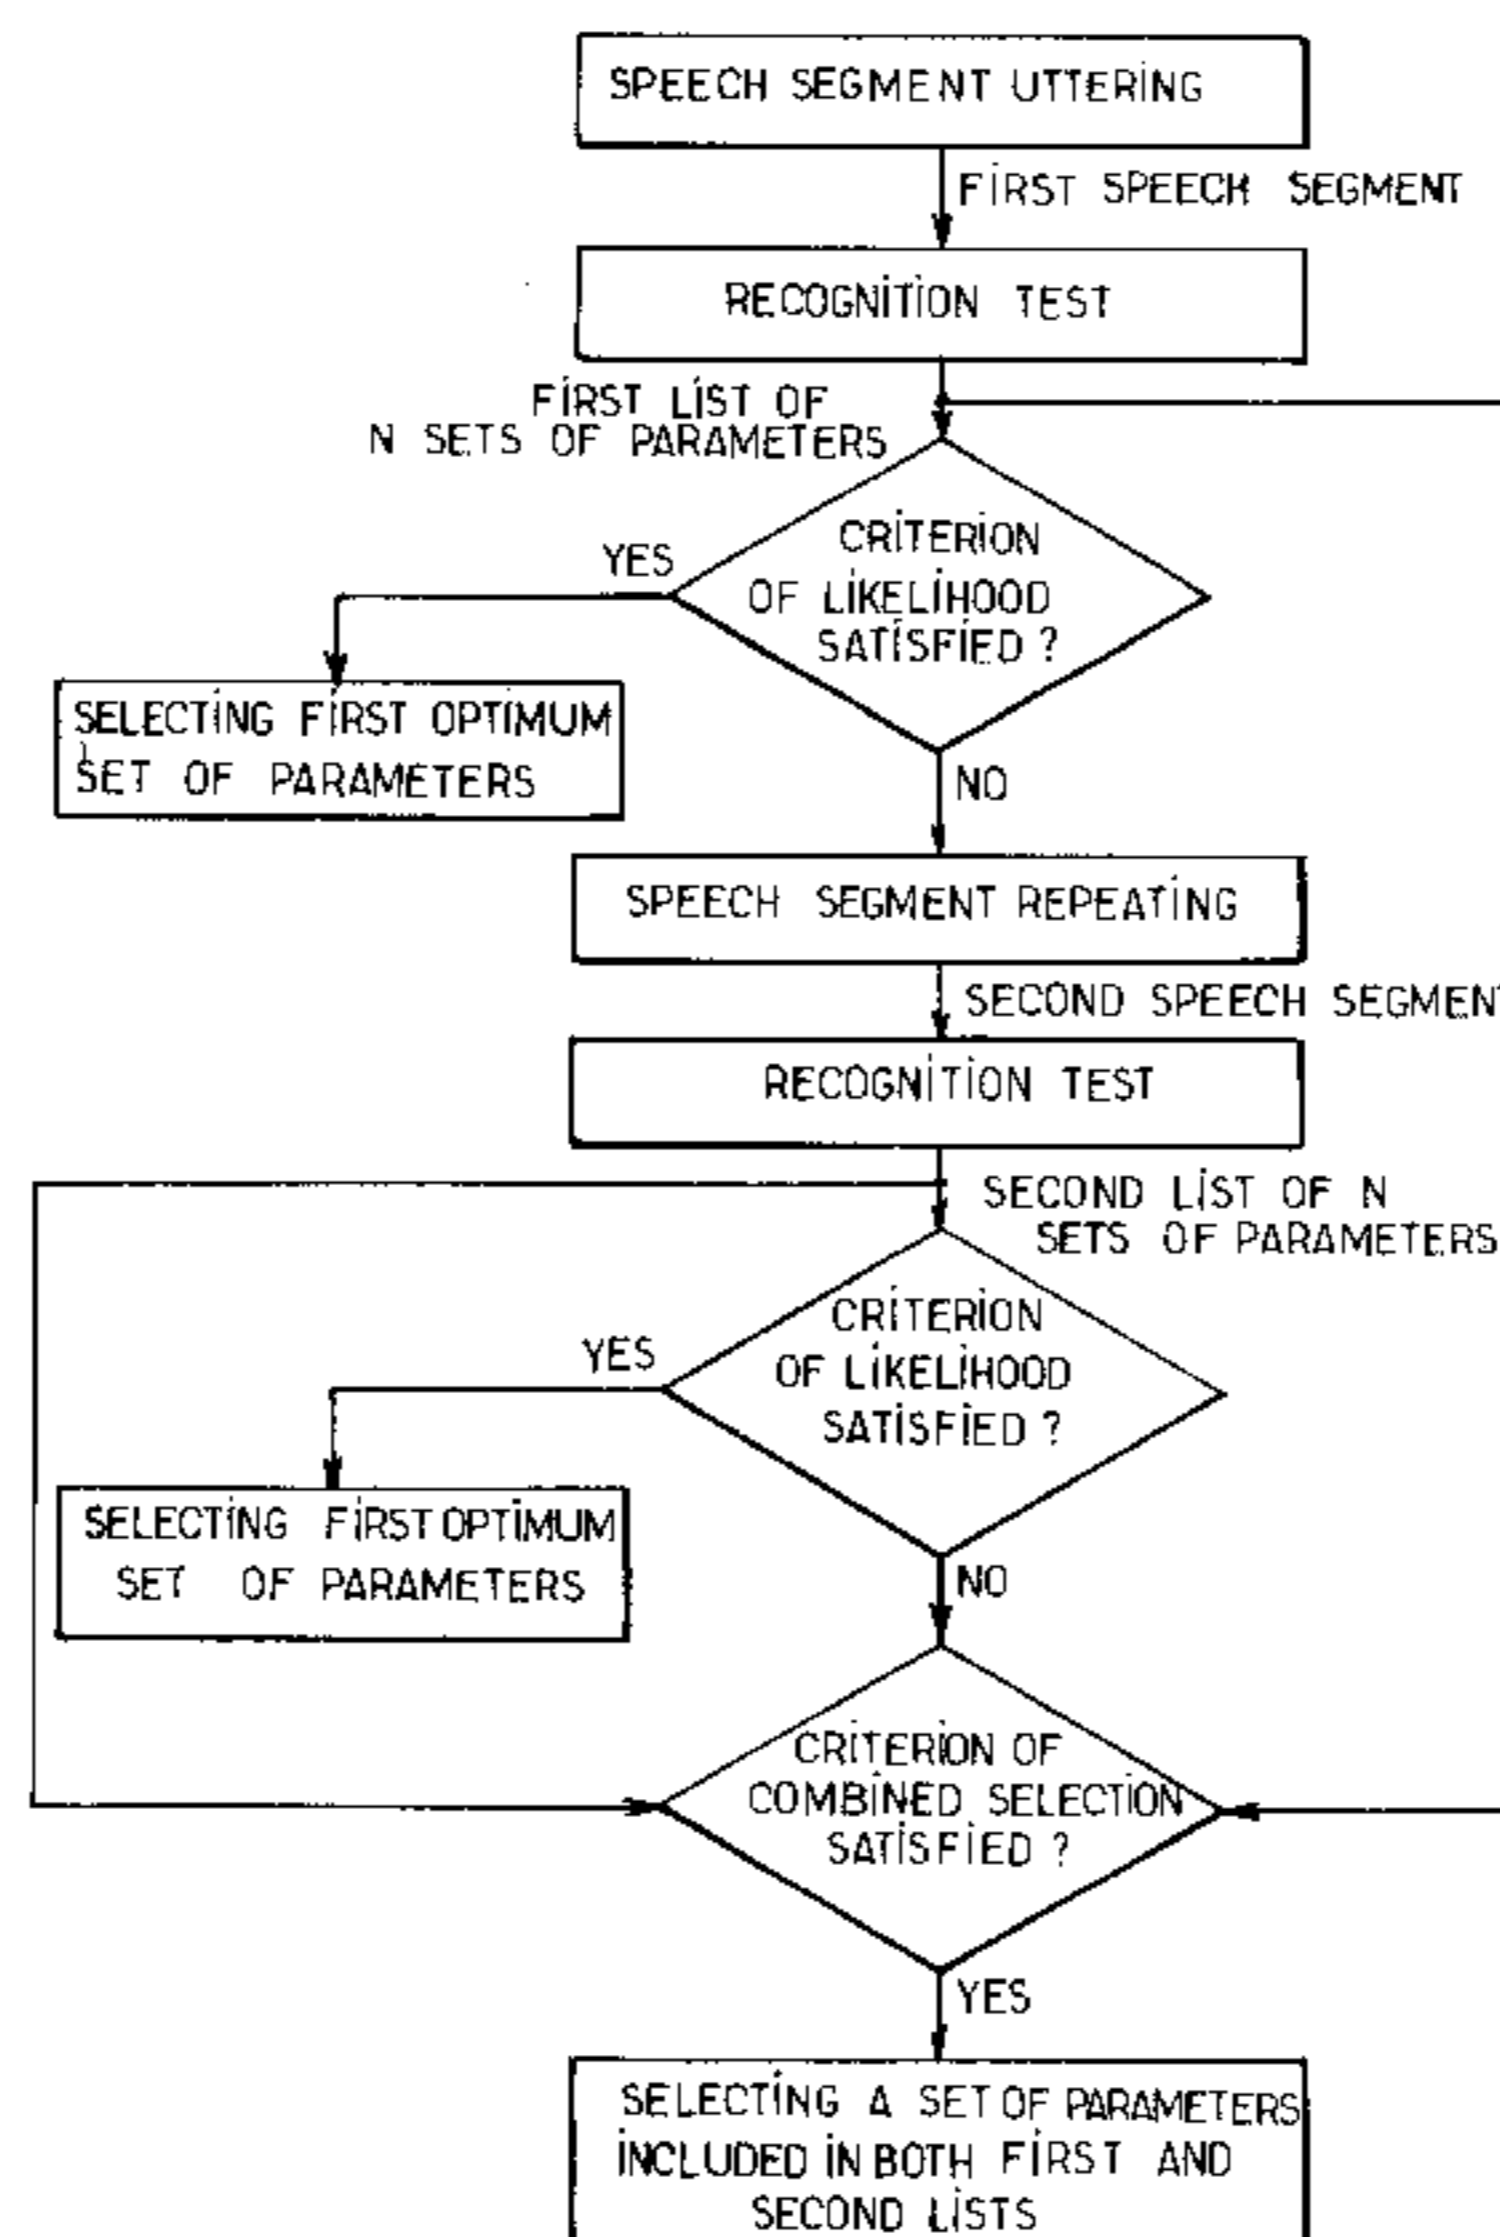 SPEECH SEGMENT UTTERING
FIRST SPEECH SEGMENT
RECOGNITION TEST
FIRST LIST OF
N SETS OF PARAMETERS
CRITERION
OF LIKELIHOOD
SATISFIED ?
YES
SELECTING FIRST OPTIMUM
SET OF PARAMETERS
NO
SPEECH SEGMENT REPEATING
SECOND SPEECH SEGMENT
RECOGNITION TEST
SECOND LIST OF N
SETS OF PARAMETERS
CRITERION
OF LIKELIHOOD
SATISFIED ?
YES
SELECTING FIRST OPTIMUM
SET OF PARAMETERS
NO
CRITERION OF
COMBINED SELECTION
SATISFIED ?
YES
SELECTING A SET OF PARAMETERS
INCLUDED IN BOTH FIRST AND
SECOND LISTS